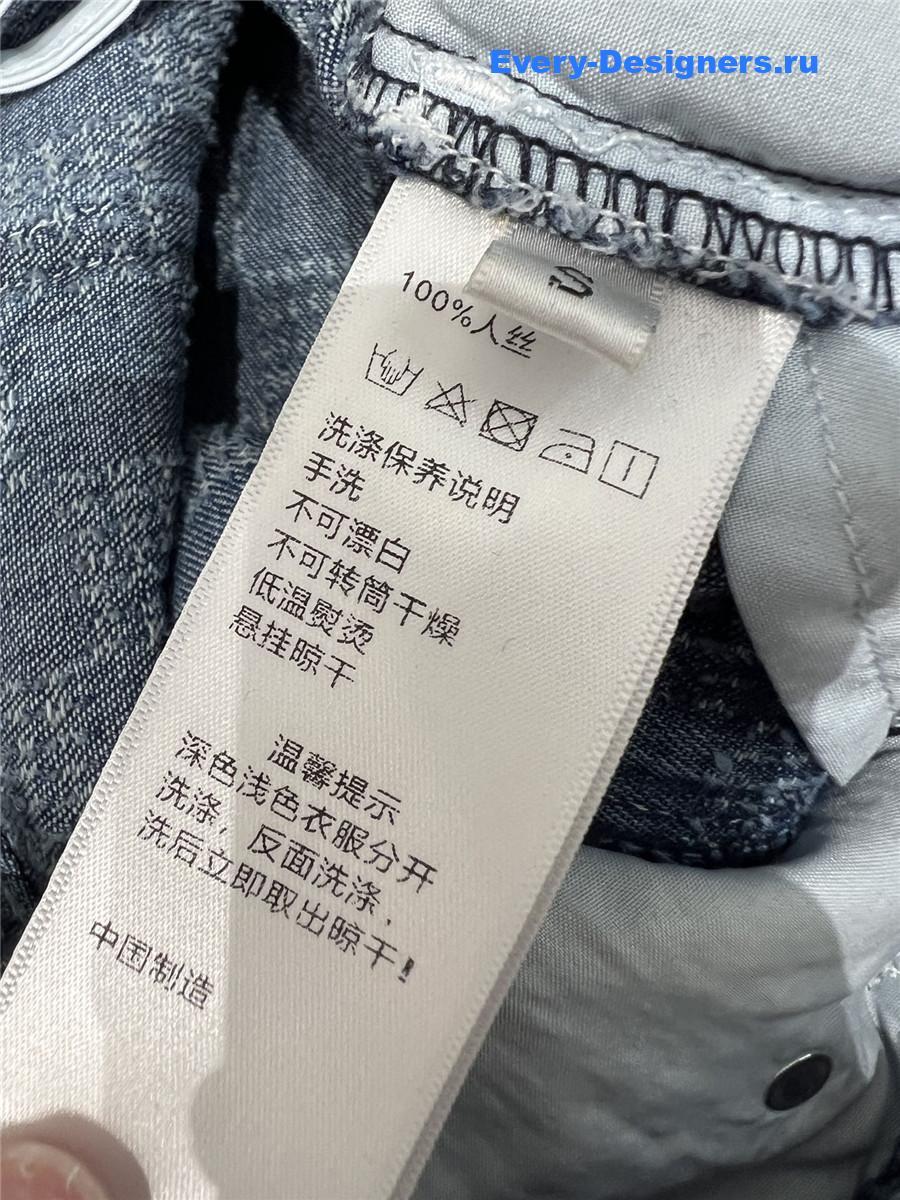 Every-Designers.ru
S
100%人丝
洗涤保养说明
手洗
不可漂白
不可转筒干燥
低温熨烫
悬挂晾干
温馨提示
深色浅色衣服分开
洗涤，反面洗涤，
洗后立即取出晾干！
中国制造